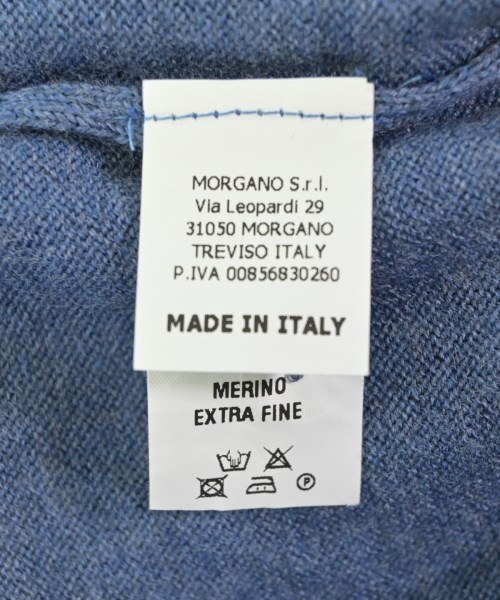 MORGANO S.r.l.
Via Leopardi 29
31050 MORGANO
TREVISO ITALY
P.IVA 00856830260
MADE IN ITALY
MERINO
EXTRA FINE
P